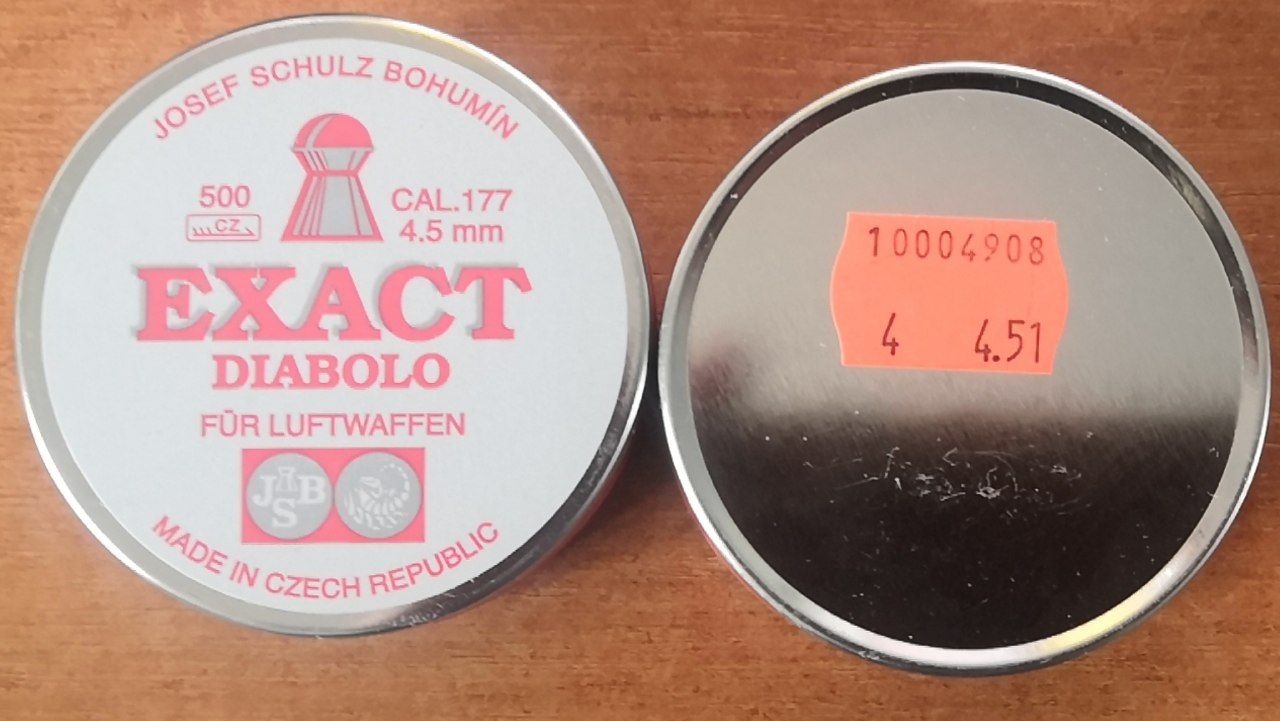 JOSEF SCHULZ BOHUMÍN
500
CZ
CAL.177
4.5 mm
EXACT
DIABOLO
FÜR LUFTWAFFEN
JSB
MADE IN CZECH REPUBLIC
10004908
4 4.51